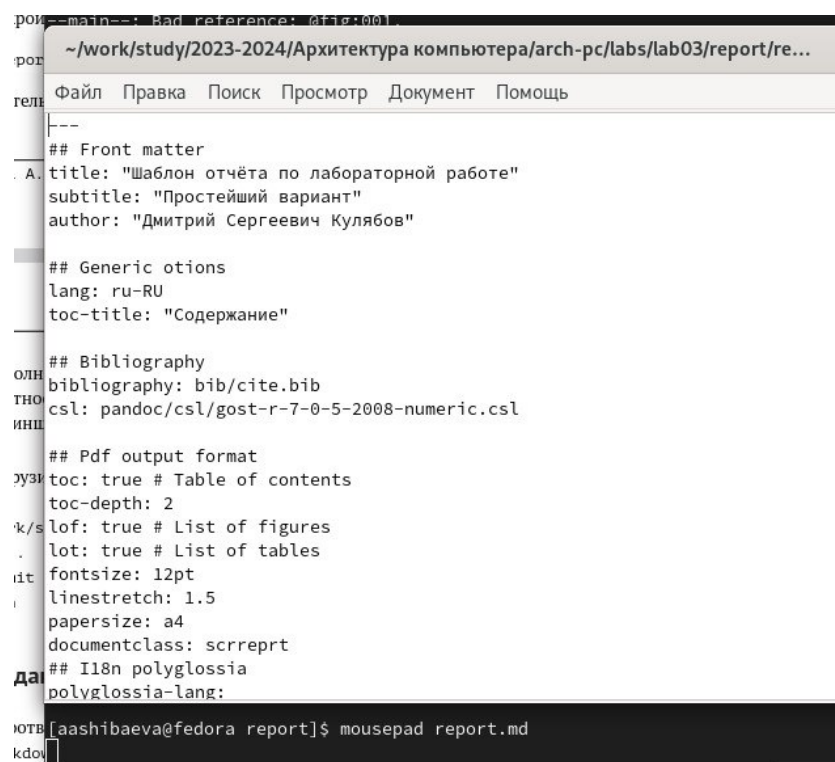 --main--: Bad reference: @fig:001.
~/work/study/2023-2024/Архитектура компьютера/arch-pc/labs/lab03/report/re...
Файл Правка Поиск Просмотр Документ Помощь
---
## Front matter
title: "Шаблон отчёта по лабораторной работе"
subtitle: "Простейший вариант"
author: "Дмитрий Сергеевич Кулябов"
## Generic otions
lang: ru-RU
toc-title: "Содержание"
## Bibliography
bibliography: bib/cite.bib
csl: pandoc/csl/gost-r-7-0-5-2008-numeric.csl
## Pdf output format
toc: true # Table of contents
toc-depth: 2
lof: true # List of figures
lot: true # List of tables
fontsize: 12pt
linestretch: 1.5
papersize: a4
documentclass: scrreprt
## I18n polyglossia
polyglossia-lang:
[aashibaeva@fedora report]$ mousepad report.md